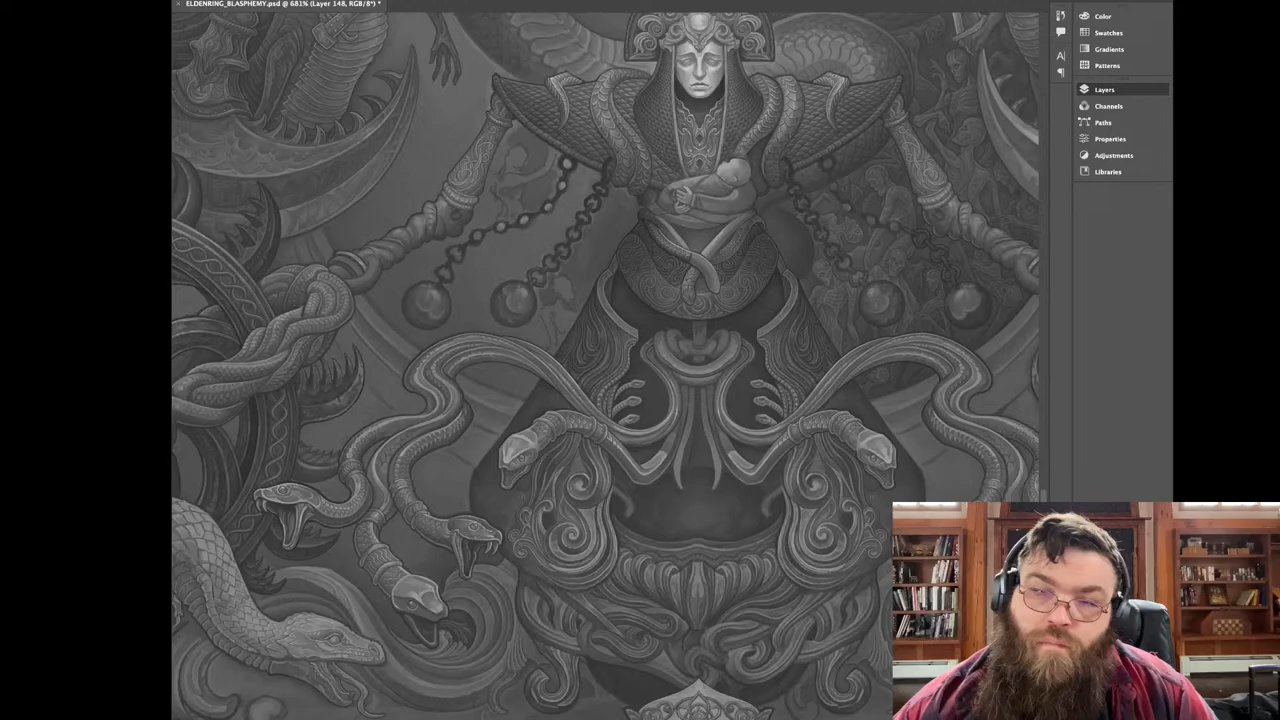 ELDENRING_BLASPHEMY.psd @ 681% (Layer 148, RGB/8*) *
Color
Swatches
Gradients
Patterns
Layers
Channels
Paths
Properties
Adjustments
Libraries